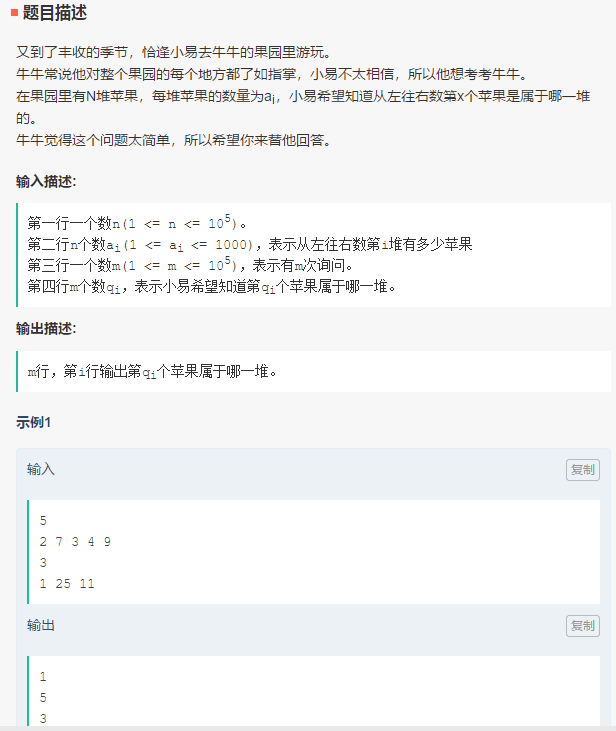 题目描述
又到了丰收的季节，恰逢小易去牛牛的果园里游玩。
牛牛常说他对整个果园的每个地方都了如指掌，小易不太相信，所以他想考考牛牛。
在果园里有N堆苹果，每堆苹果的数量为ai，小易希望知道从左往右数第x个苹果是属于哪一堆
的。
牛牛觉得这个问题太简单，所以希望你来替他回答。
输入描述:
第一行一个数n(1 <= n <= 10^5)。
第二行n个数ai(1 <= ai <= 1000)，表示从左往右数第i堆有多少苹果
第三行一个数m(1 <= m <= 10^5)，表示有m次询问。
第四行m个数qi，表示小易希望知道第qi个苹果属于哪一堆。
输出描述:
m行，第i行输出第qi个苹果属于哪一堆。
示例1
输入 复制
5
2 7 3 4 9
3
1 25 11
输出 复制
1
5
3